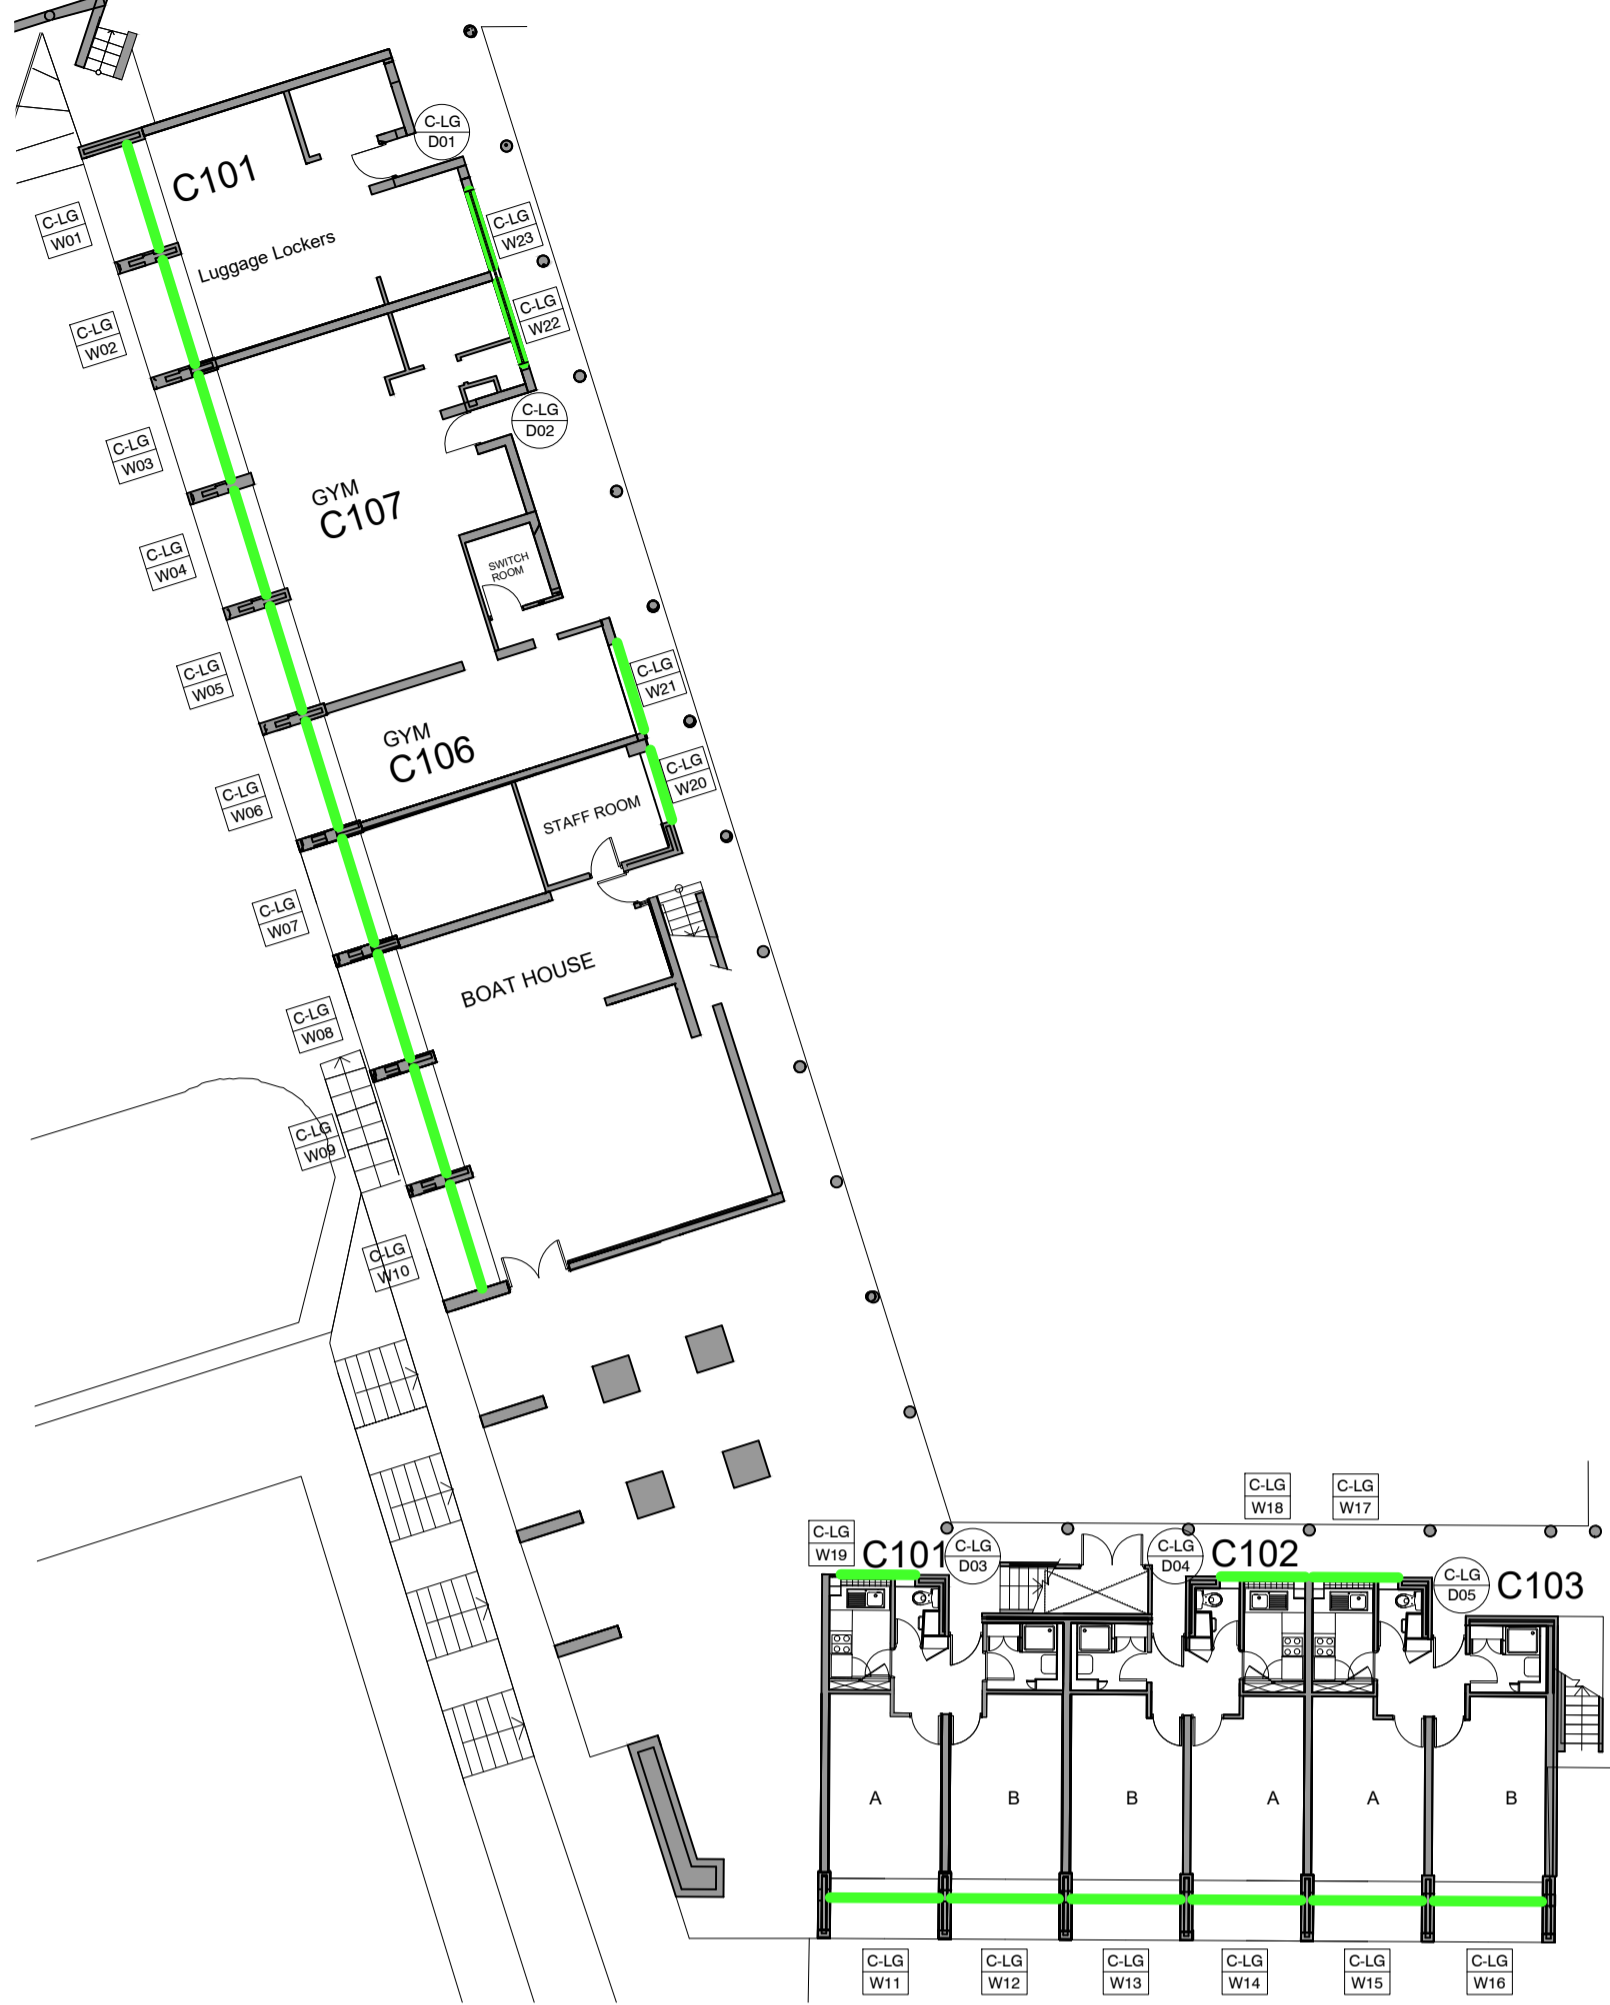 C-LG
D01
C101
C-LG
W01
C-LG
W23
Luggage Lockers
C-LG
W02
C-LG
W22
C-LG
D02
C-LG
W03
GYM
C107
C-LG
W04
SWITCH
ROOM
C-LG
W05
C-LG
W21
GYM
C106
C-LG
W20
C-LG
W06
STAFF ROOM
C-LG
W07
BOAT HOUSE
C-LG
W08
C-LG
W09
C-LG
W10
C-LG
W18
C-LG
W17
C-LG
W19
C101
C-LG
D03
C-LG
D04
C102
C-LG
D05
C103
A
B
B
A
A
B
C-LG
W11
C-LG
W12
C-LG
W13
C-LG
W14
C-LG
W15
C-LG
W16